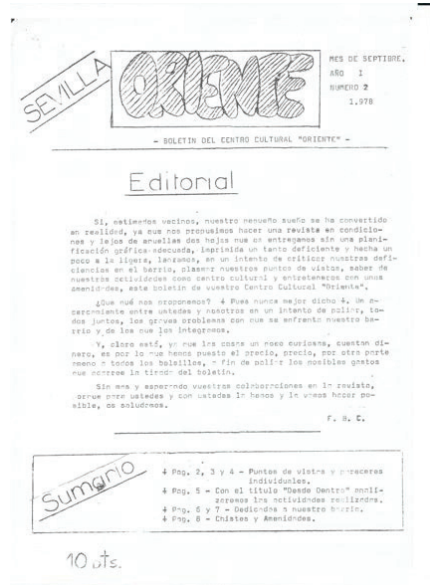 SEVILLA
ORIENTE
MES DE SEPTIBRE.
AÑO I
NUMERO 2
1.978
- BOLETIN DEL CENTRO CULTURAL "ORIENTE" -
Editorial
Si, estimados vecinos, nuestro pequeño sueño se ha convertido
en realidad, ya que nos propusimos hacer una revista en condicio-
nes y lejos de aquellas dos hojas que os entregamos sin una plani-
ficación gráfica adecuada, imprimida un tanto deficiente y hecha un
poco a la ligera, lanzamos, en un intento de criticar nuestras defi-
ciencias en el barrio, plasmar nuestros puntos de vistas, saber de
nuestras actividades como centro cultural y entreteneros con unas
amenidades, este boletin de vuestro Centro Cultural "Oriente".
¿Que qué nos proponemos? ↓ Pues nunca mejor dicho ↓. Un a-
cercamiento entre ustedes y nosotros en un intento de paliar, to-
dos juntos, los graves problemas con que se enfrenta nuestro ba-
rrio y de los que los integramos.
Y, claro está, ya que las cosas un poco curiosas, cuestan di-
nero, es por lo que hemos puesto el precio, precio, por otra parte
ameno a todos los bolsillos, a fin de paliar los posibles gastos
que acarree la tirada del boletín.
Sin mas y esperando vuestras colaboraciones en la revista,
porque para ustedes y con ustedes la hemos y la vamos hacer po-
sible, os saludamos.
Sumario
↓ Pag. 2, 3 y 4 - Puntos de vistas y pareceres
individuales.
↓ Pag. 5 - Con el titulo "Desde Dentro" anali-
zaremos las actividades realizadas.
↓ Pag. 6 y 7 - Dedicadas a nuestro barrio.
↓ Pag. 8 - Chistes y Amenidades.
10 pts.